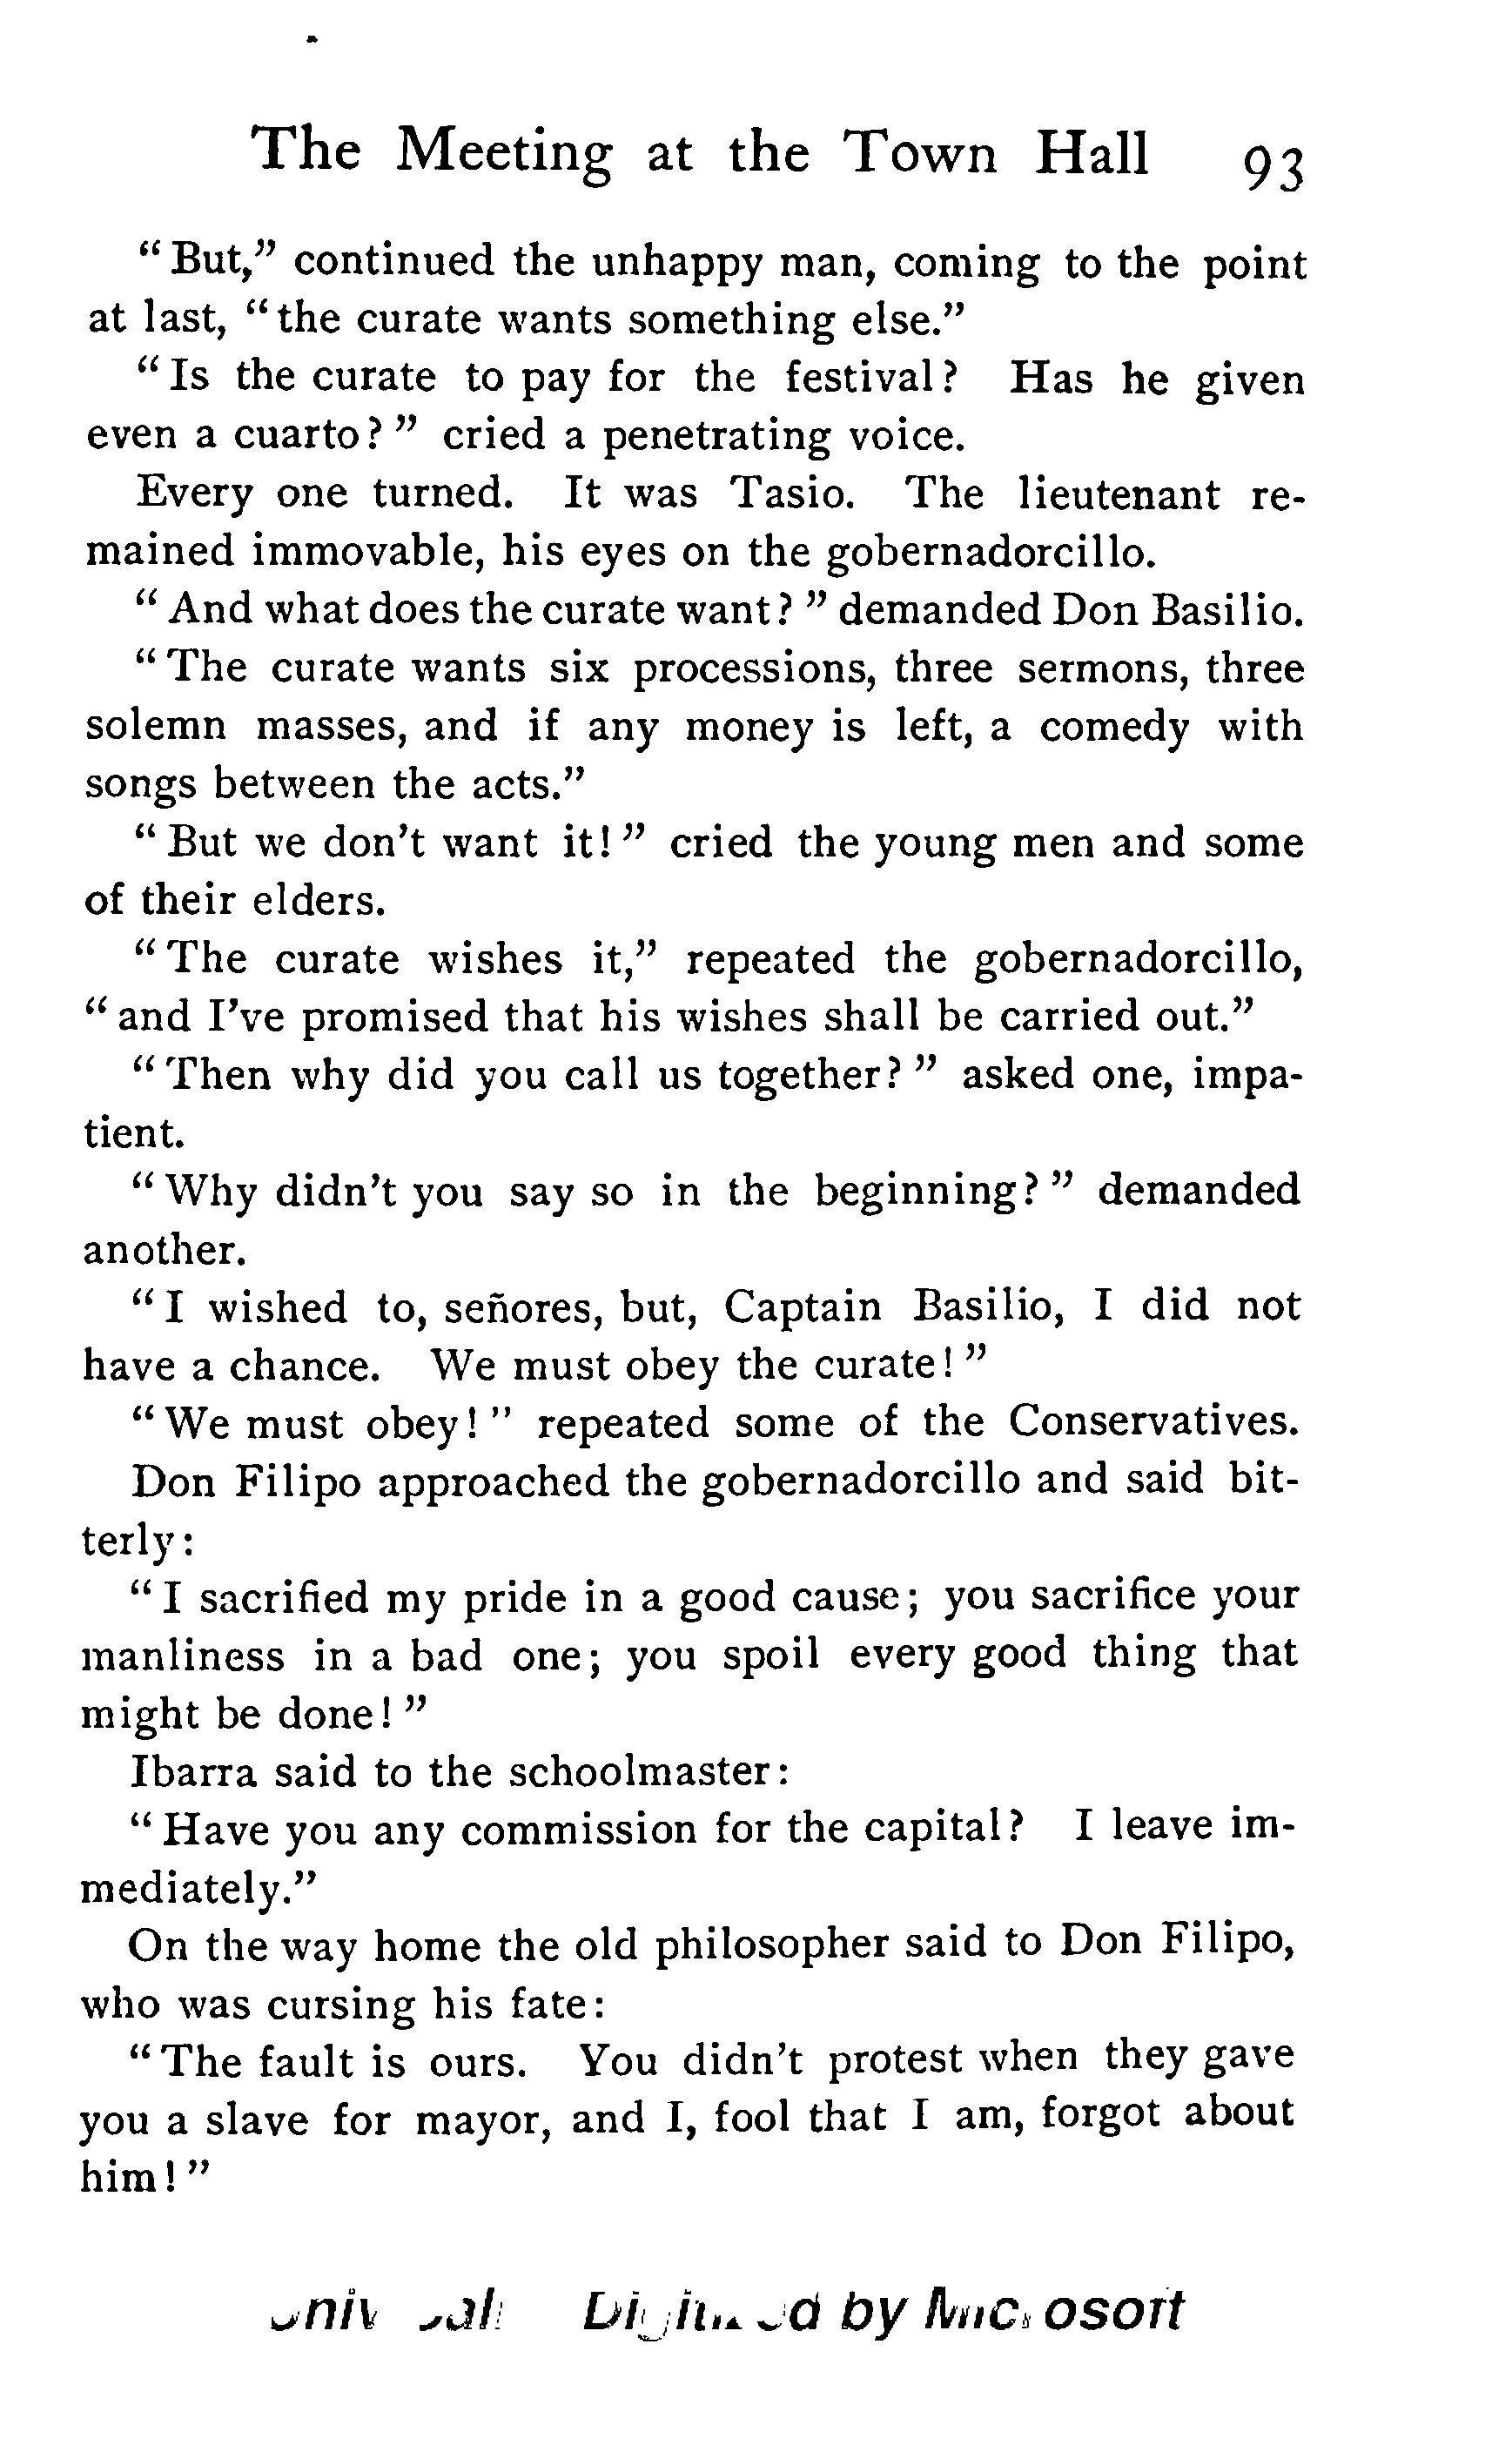 The Meeting at the Town Hall 93
"But," continued the unhappy man, coming to the point
at last, "the curate wants something else."
"Is the curate to pay for the festival? Has he given
even a cuarto?" cried a penetrating voice.
Every one turned. It was Tasio. The lieutenant re-
mained immovable, his eyes on the gobernadorcillo.
"And what does the curate want?" demanded Don Basilio.
"The curate wants six processions, three sermons, three
solemn masses, and if any money is left, a comedy with
songs between the acts."
"But we don't want it!" cried the young men and some
of their elders.
"The curate wishes it," repeated the gobernadorcillo,
"and I've promised that his wishes shall be carried out."
"Then why did you call us together?" asked one, impa-
tient.
"Why didn't you say so in the beginning?" demanded
another.
"I wished to, señores, but, Captain Basilio, I did not
have a chance. We must obey the curate!"
"We must obey!" repeated some of the Conservatives.
Don Filipo approached the gobernadorcillo and said bit-
terly:
"I sacrified my pride in a good cause; you sacrifice your
manliness in a bad one; you spoil every good thing that
might be done!"
Ibarra said to the schoolmaster:
"Have you any commission for the capital? I leave im-
mediately."
On the way home the old philosopher said to Don Filipo,
who was cursing his fate:
"The fault is ours. You didn't protest when they gave
you a slave for mayor, and I, fool that I am, forgot about
him!"
by